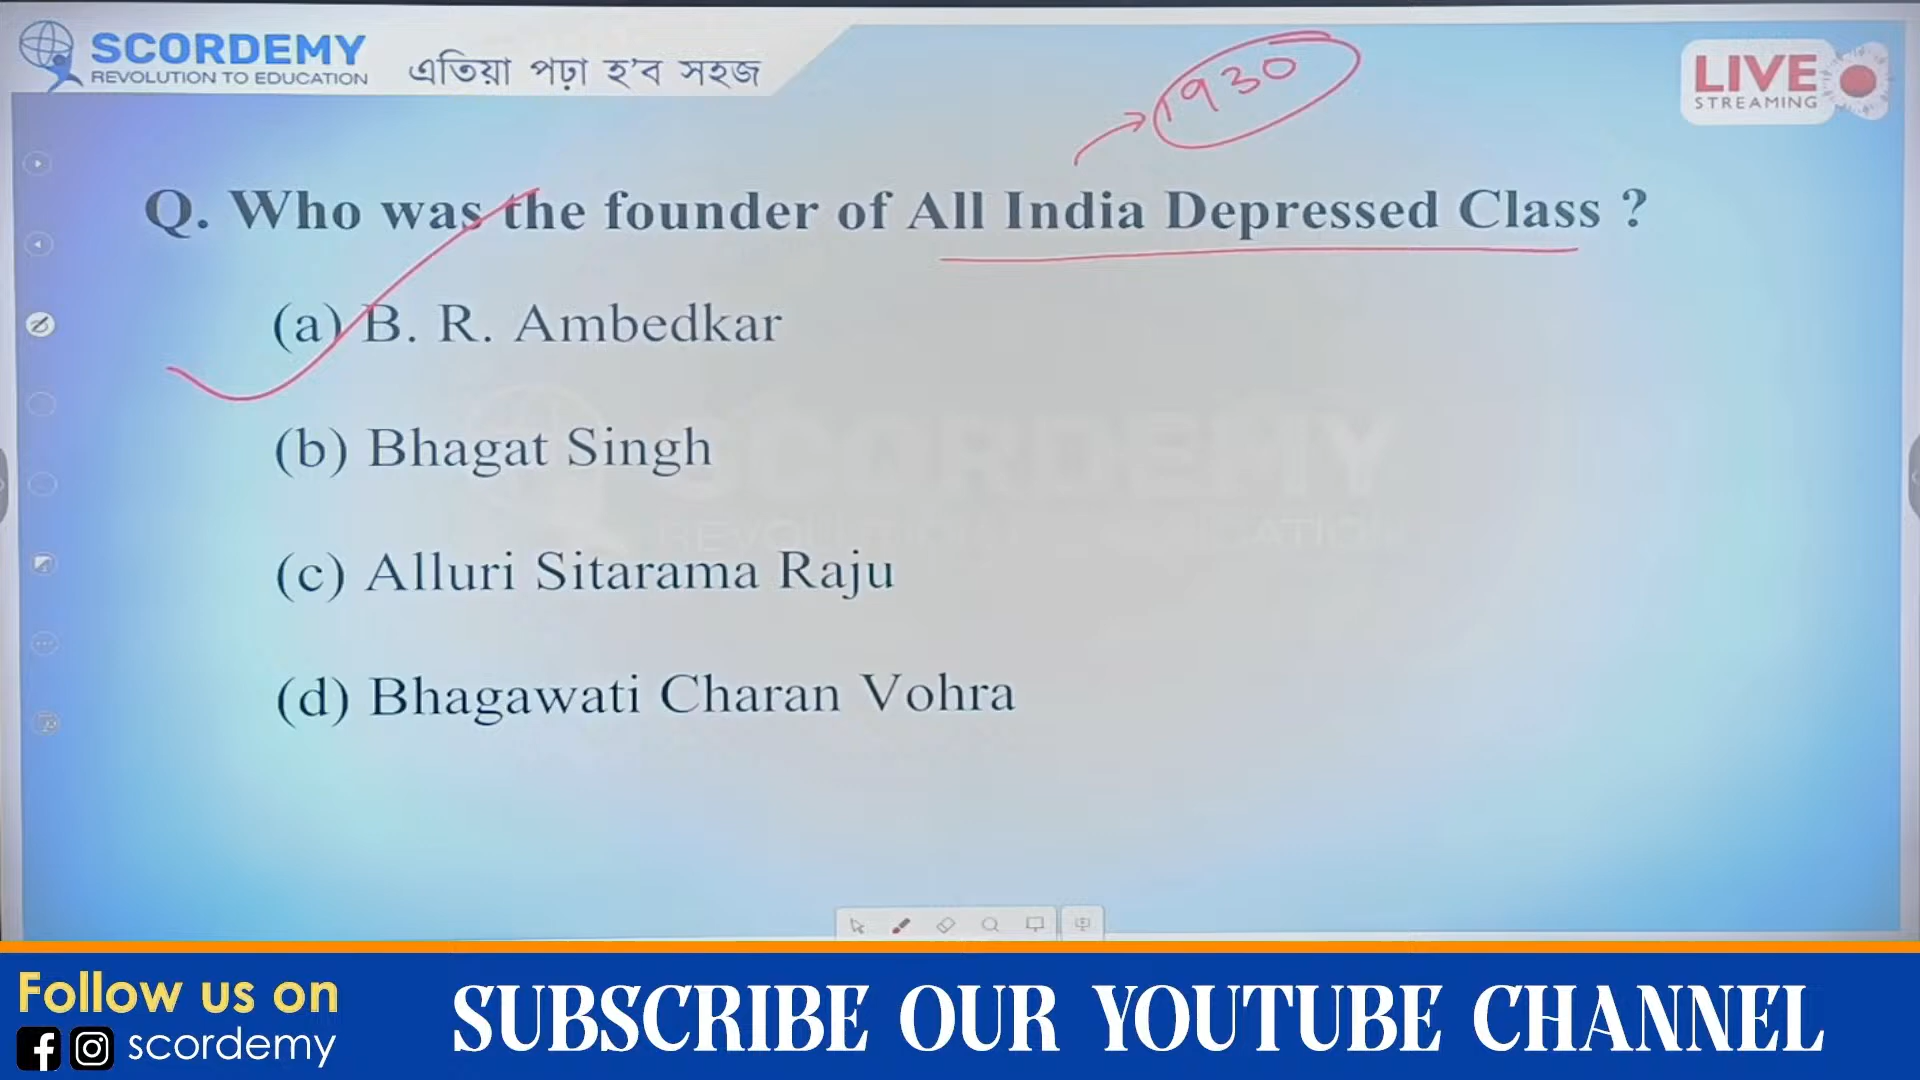 SCORDEMY
REVOLUTION TO EDUCATION
এতিয়া পঢ়া হ'ব সহজ
1930
LIVE
STREAMING
Q. Who was the founder of All India Depressed Class ?
(a) B. R. Ambedkar
(b) Bhagat Singh
SCORDEMY
(c) Alluri Sitarama Raju
(d) Bhagawati Charan Vohra
Follow us on
scordemy
SUBSCRIBE OUR YOUTUBE CHANNEL